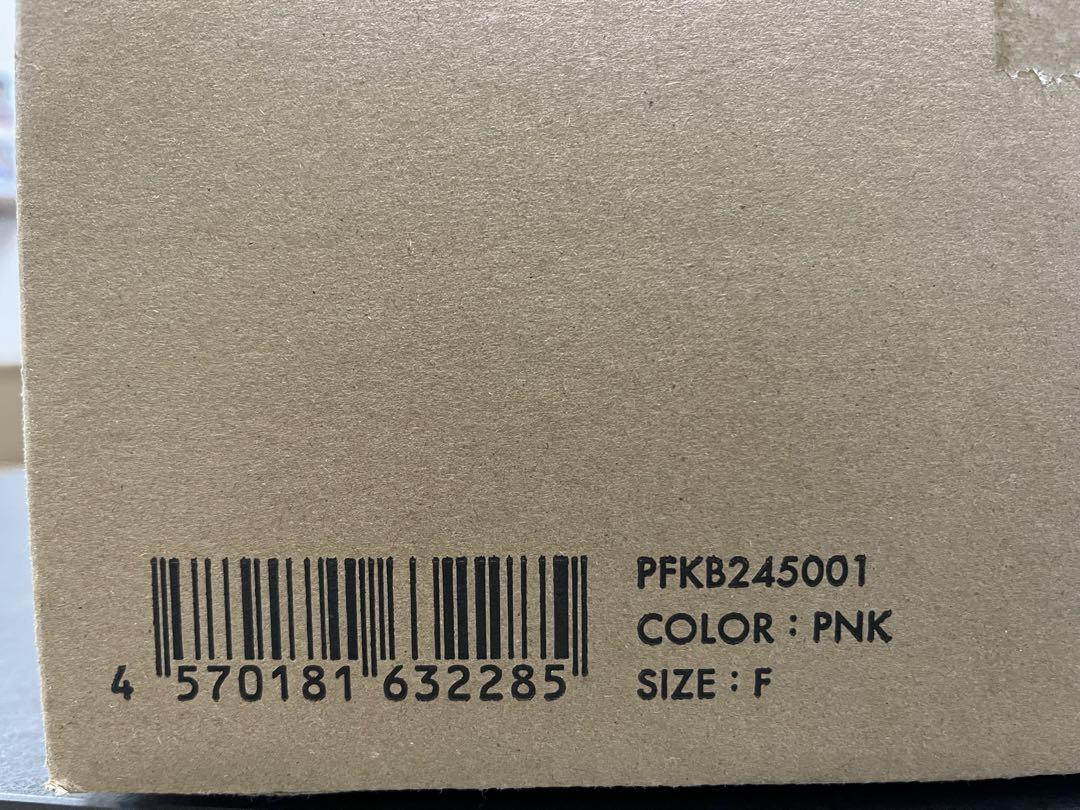 PFKB245001
COLOR : PNK
SIZE : F
4 570181 632285